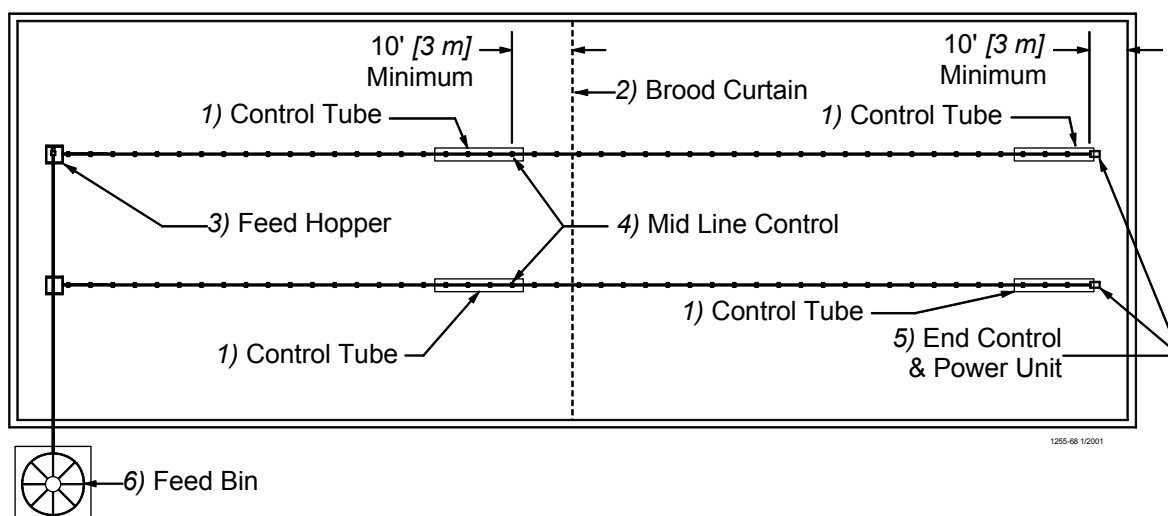 10' [3 m]
Minimum
10' [3 m]
Minimum
2) Brood Curtain
1) Control Tube
1) Control Tube
3) Feed Hopper
4) Mid Line Control
1) Control Tube
1) Control Tube
5) End Control
& Power Unit
1255-68 1/2001
6) Feed Bin